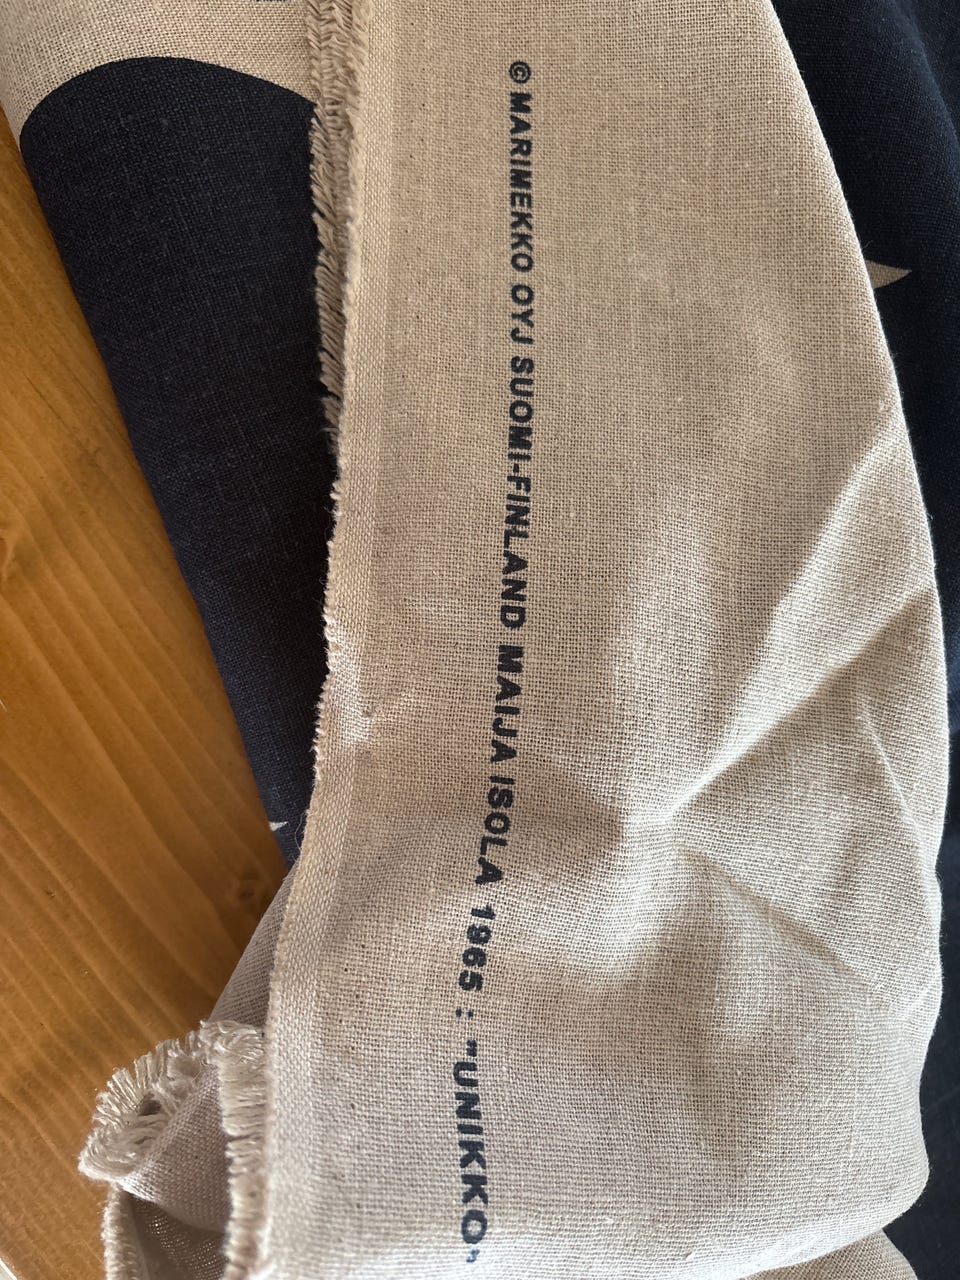 © MARIMEKKO OYJ SUOMI-FINLAND MAIJA ISOLA 1965 : "UNIKKO"